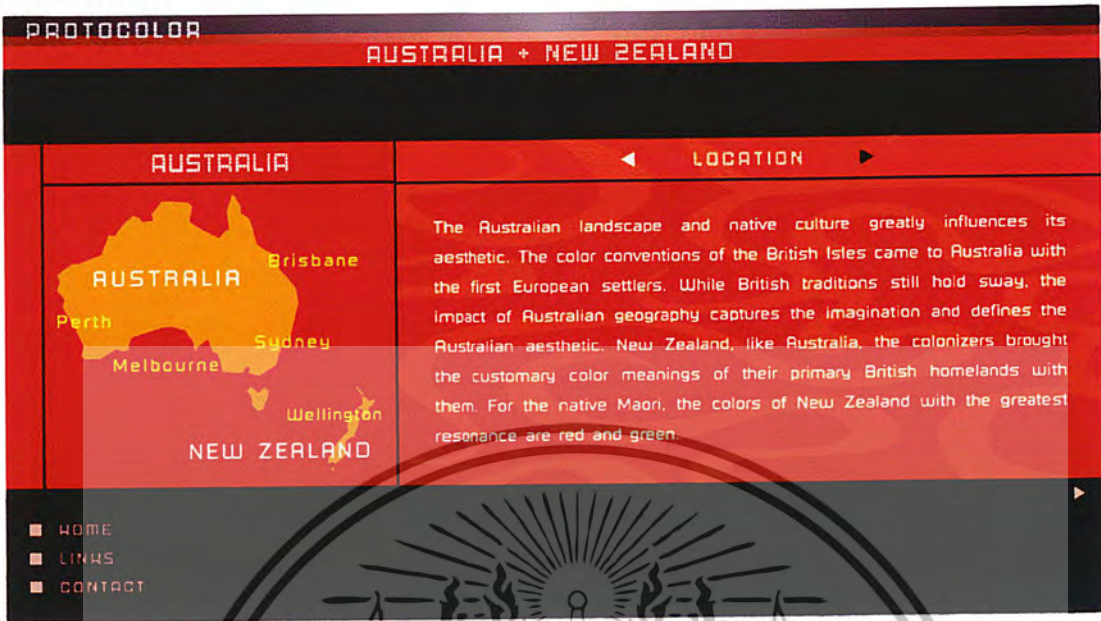 PROTOCOLOR
AUSTRALIA + NEW ZEALAND
AUSTRALIA
LOCATION
AUSTRALIA
Brisbane
Perth
Sydney
Melbourne
Wellington
NEW ZEALAND
The Australian landscape and native culture greatly influences its
aesthetic. The color conventions of the British Isles came to Australia with
the first European settlers. While British traditions still hold sway, the
impact of Australian geography captures the imagination and defines the
Australian aesthetic. New Zealand, like Australia, the colonizers brought
the customary color meanings of their primary British homelands with
them. For the native Maori, the colors of New Zealand with the greatest
resonance are red and green.
HOME
LINKS
CONTACT